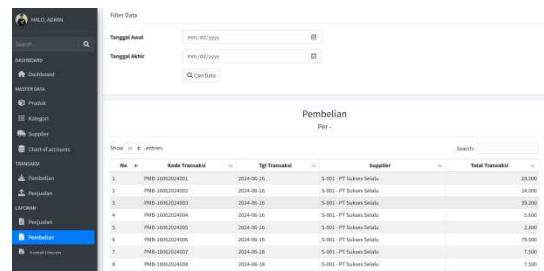 HALO, ADMIN
Search
DASHBOARD
Dashboard
MASTER DATA
Produk
Kategori
Supplier
Chart of accounts
TRANSAKSI
Pembelian
Penjualan
LAPORAN
Penjualan
Pembelian
Jurnal Umum
Filter Data
Tanggal Awal mm/dd/yyyy
Tanggal Akhir mm/dd/yyyy
Cari Data
Pembelian
Per -
Show 10 entries Search:
No Kode Transaksi Tgl Transaksi Supplier Total Transaksi
1 PMB-16062024001 2024-06-16 S-001 - PT Sukses Selalu 28.000
2 PMB-16062024002 2024-06-16 S-001 - PT Sukses Selalu 14.000
3 PMB-16062024003 2024-06-16 S-001 - PT Sukses Selalu 39.200
4 PMB-16062024004 2024-06-16 S-001 - PT Sukses Selalu 5.600
5 PMB-16062024005 2024-06-16 S-001 - PT Sukses Selalu 2.800
6 PMB-16062024006 2024-06-16 S-001 - PT Sukses Selalu 75.000
7 PMB-16062024007 2024-06-16 S-001 - PT Sukses Selalu 7.500
8 PMB-16062024008 2024-06-16 S-001 - PT Sukses Selalu 7.500